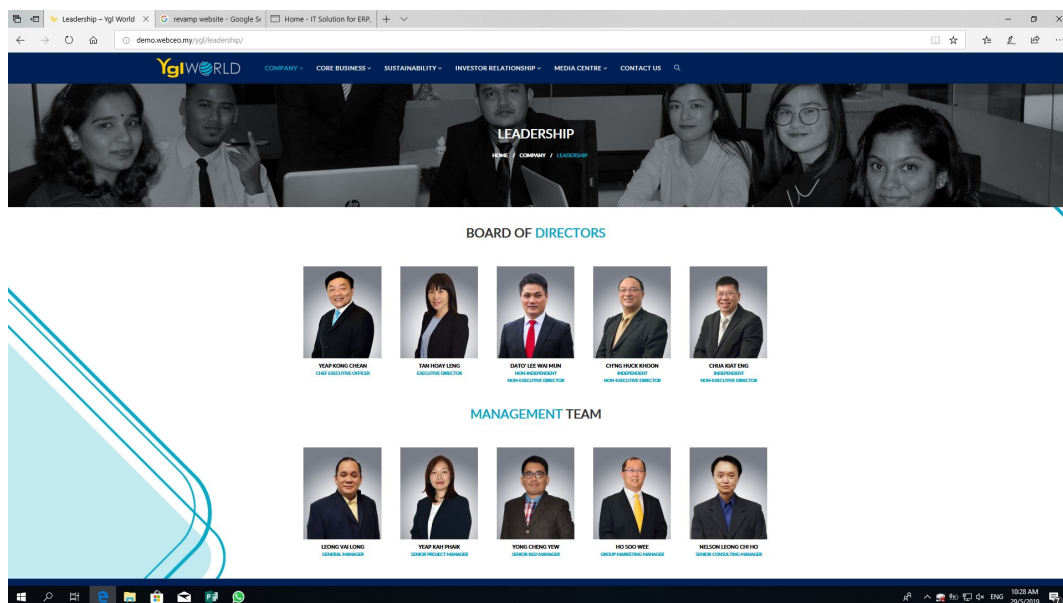 Leadership – Ygl World
revamp website - Google Se
Home - IT Solution for ERP,
demo.webceo.my/ygl/leadership/
YglWORLD
COMPANY
CORE BUSINESS
SUSTAINABILITY
INVESTOR RELATIONSHIP
MEDIA CENTRE
CONTACT US
LEADERSHIP
HOME / COMPANY / LEADERSHIP
hp
BOARD OF DIRECTORS
YEAP KONG CHEAN
CHIEF EXECUTIVE OFFICER
TAN HOAY LENG
EXECUTIVE DIRECTOR
DATO' LEE WAI MUN
NON-INDEPENDENT
NON-EXECUTIVE DIRECTOR
CH'NG HUCK KHOON
INDEPENDENT
NON-EXECUTIVE DIRECTOR
CHUA KIAT ENG
INDEPENDENT
NON-EXECUTIVE DIRECTOR
MANAGEMENT TEAM
LEONG VAI LONG
GENERAL MANAGER
YEAP KAH PHAIK
SENIOR PROJECT MANAGER
YONG CHENG YEW
SENIOR R&D MANAGER
HO SOO WEE
GROUP MARKETING MANAGER
NELSON LEONG CHI HO
SENIOR CONSULTING MANAGER
ENG
10:28 AM
29/5/2019